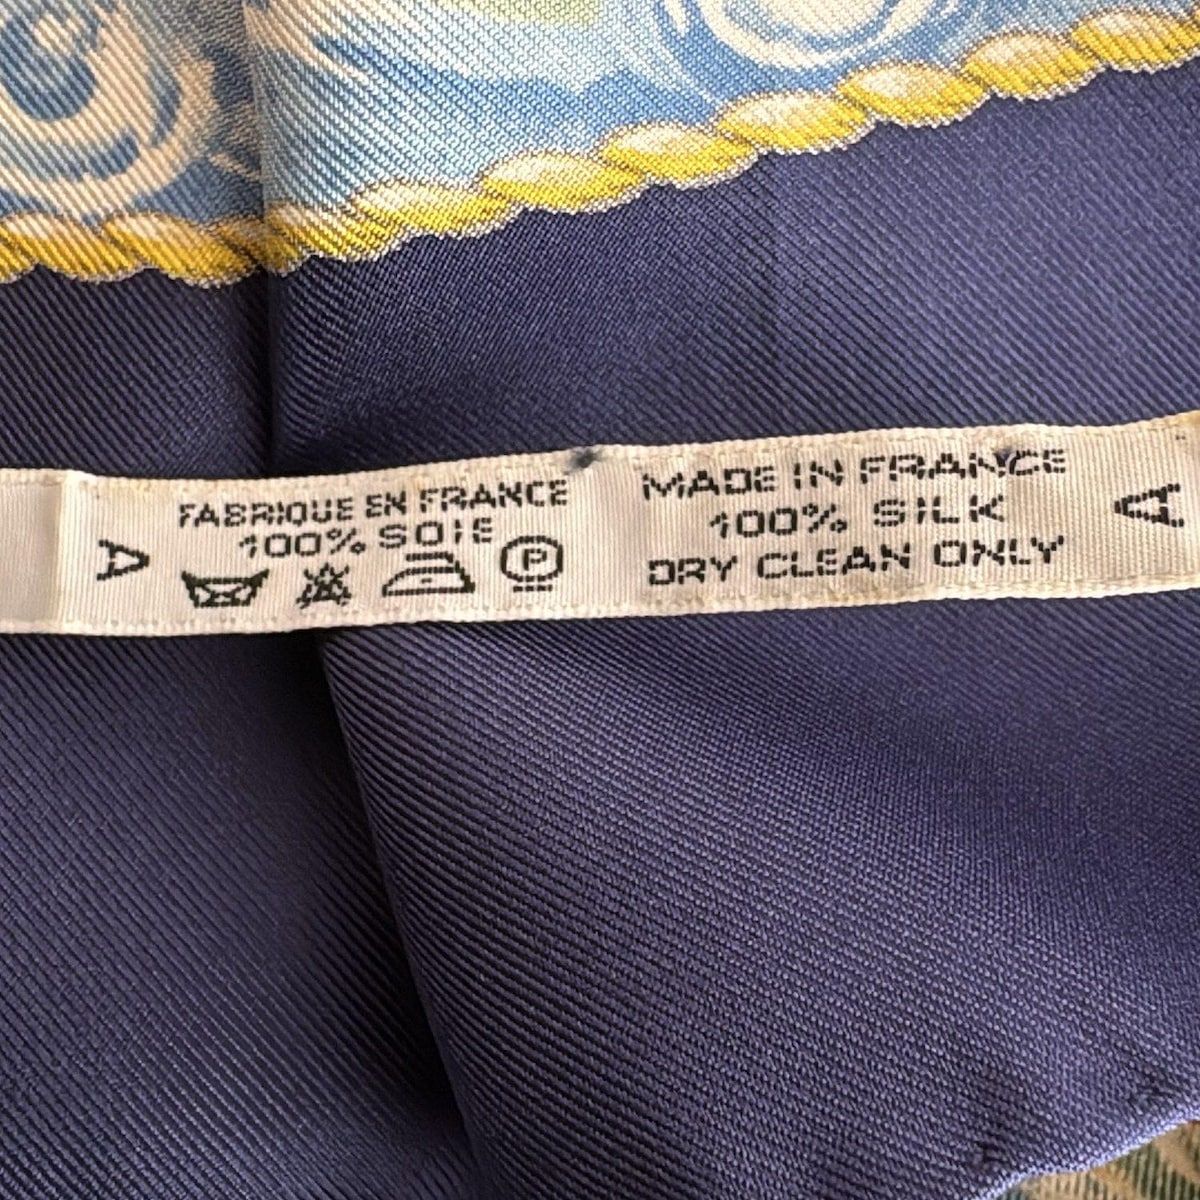 FABRIQUE EN FRANCE
100% SOIE
A
P
MADE IN FRANCE
100% SILK
DRY CLEAN ONLY
A